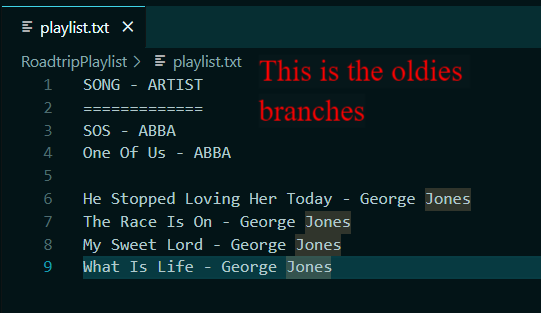 playlist.txt ×
RoadtripPlaylist > playlist.txt
This is the oldies
branches
1 SONG - ARTIST
2 =============
3 SOS - ABBA
4 One Of Us - ABBA
5
6 He Stopped Loving Her Today - George Jones
7 The Race Is On - George Jones
8 My Sweet Lord - George Jones
9 What Is Life - George Jones